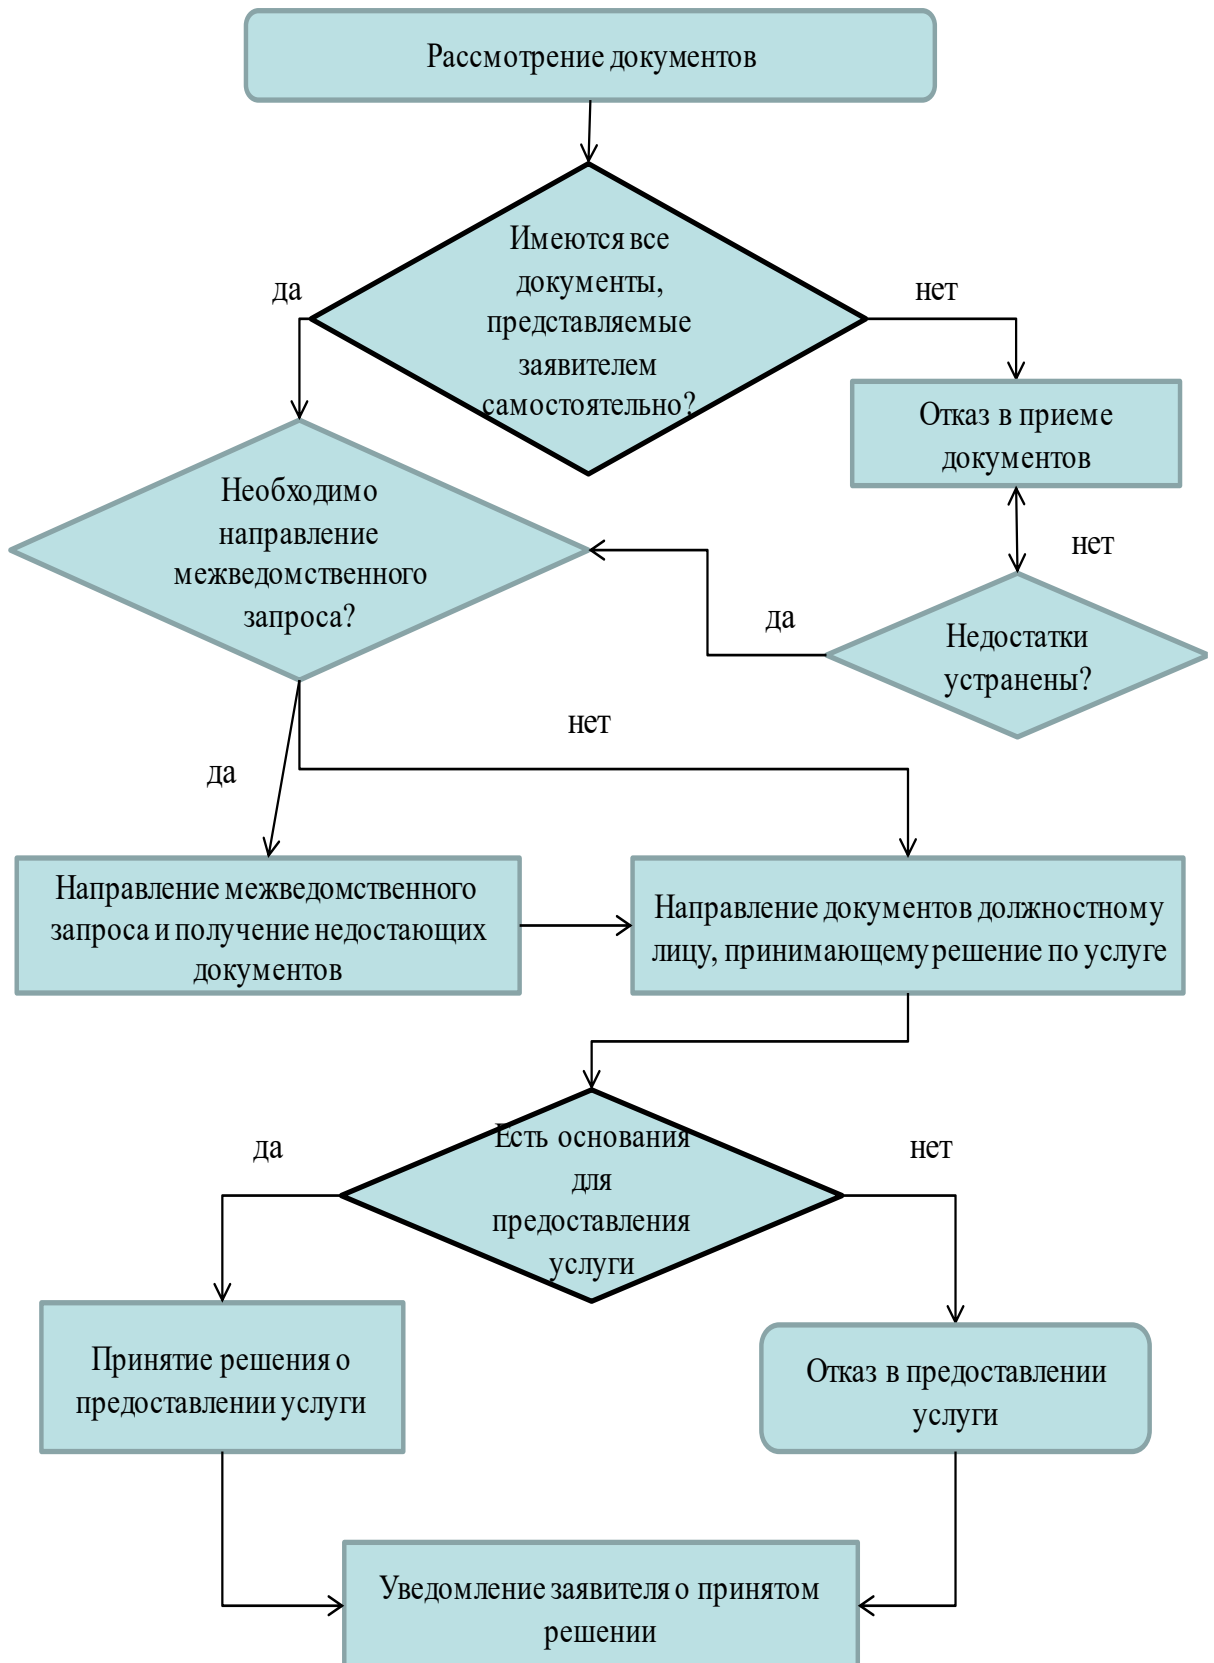 Рассмотрение документов
Имеются все
документы,
представляемые
заявителем
самостоятельно?
да
нет
Отказ в приеме
документов
Необходимо
направление
межведомственного
запроса?
нет
да
Недостатки
устранены?
нет
да
Направление межведомственного
запроса и получение недостающих
документов
Направление документов должностному
лицу, принимающему решение по услуге
Есть основания
для
предоставления
услуги
да
нет
Принятие решения о
предоставлении услуги
Отказ в предоставлении
услуги
Уведомление заявителя о принятом
решении